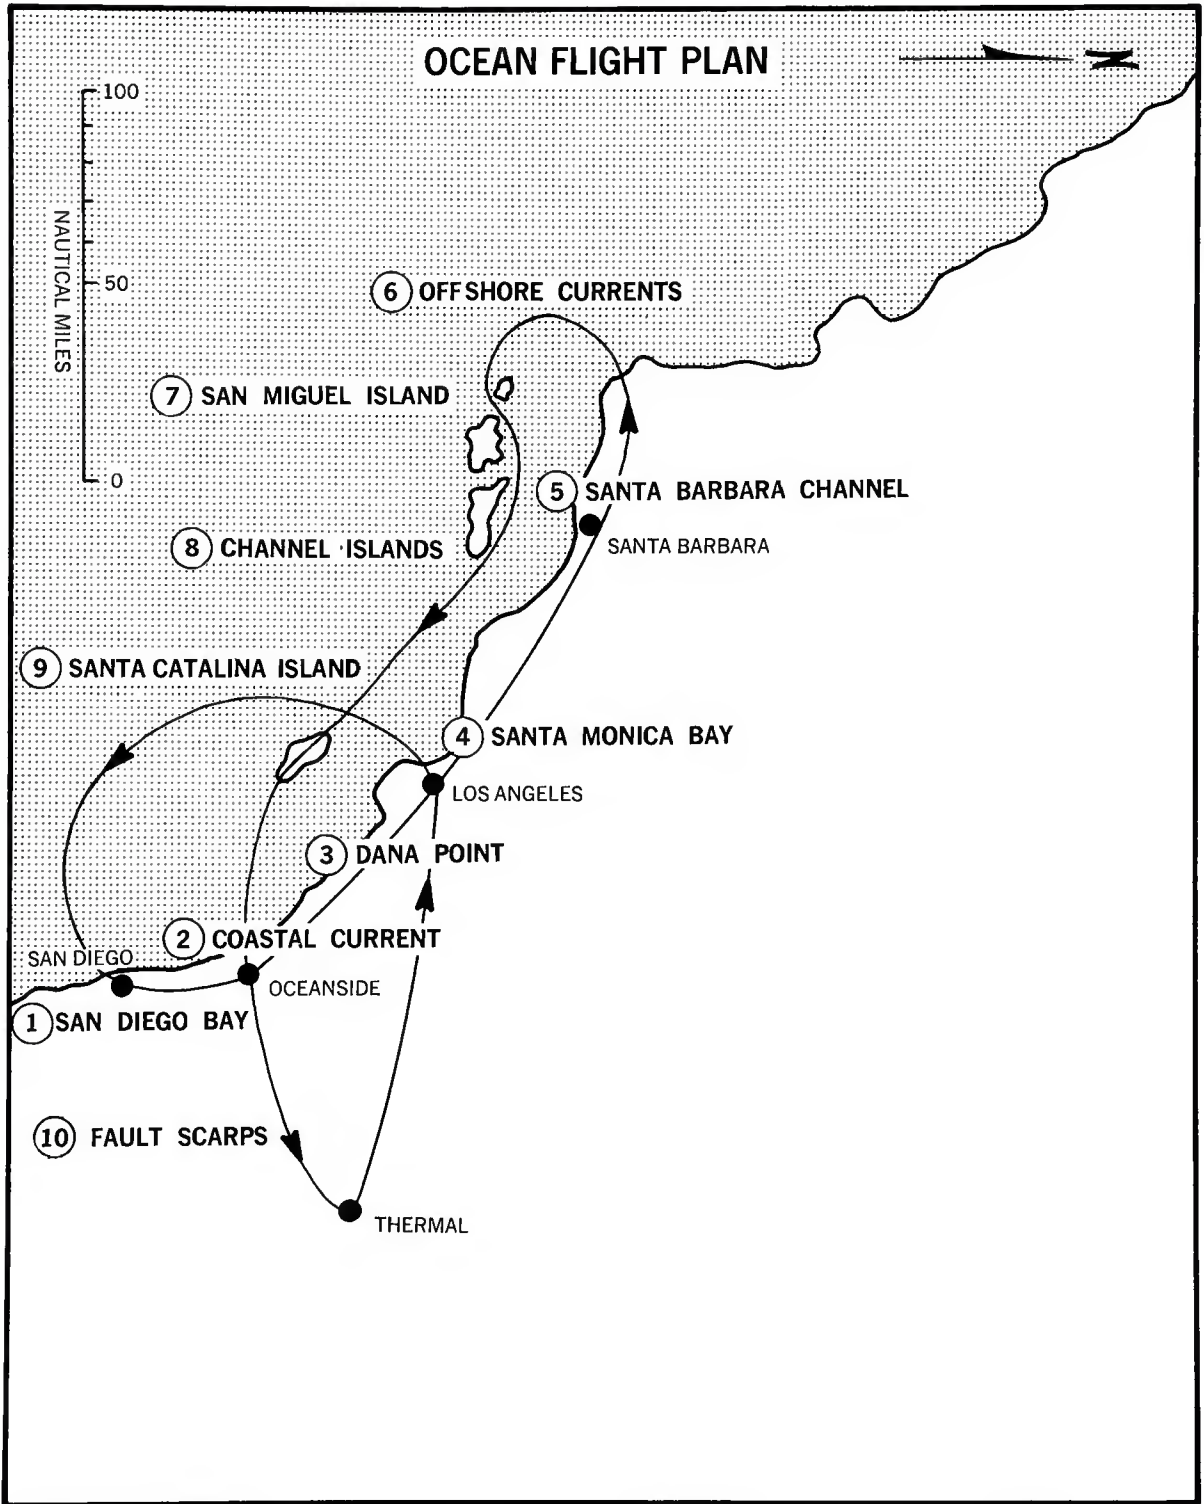 OCEAN FLIGHT PLAN
N
100
NAUTICAL MILES
50
0
6 OFFSHORE CURRENTS
7 SAN MIGUEL ISLAND
5 SANTA BARBARA CHANNEL
SANTA BARBARA
8 CHANNEL ISLANDS
9 SANTA CATALINA ISLAND
4 SANTA MONICA BAY
LOS ANGELES
3 DANA POINT
2 COASTAL CURRENT
SAN DIEGO
OCEANSIDE
1 SAN DIEGO BAY
10 FAULT SCARPS
THERMAL